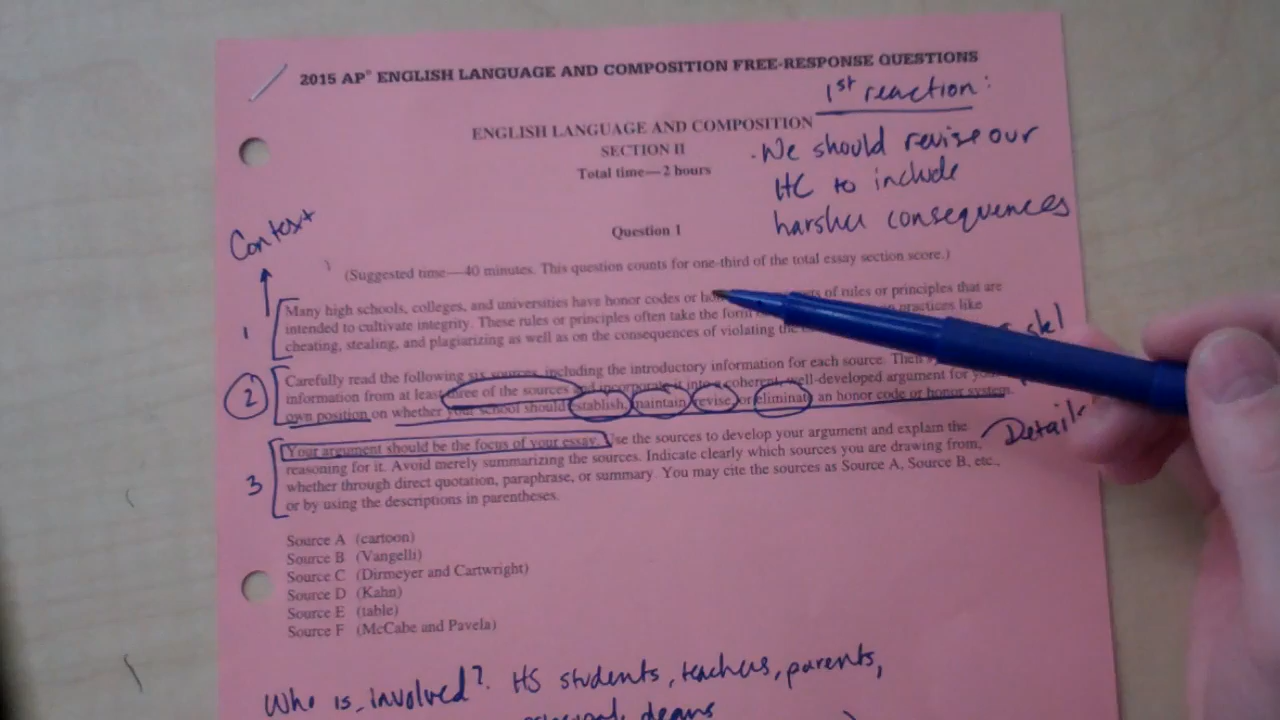 2015 AP® ENGLISH LANGUAGE AND COMPOSITION FREE-RESPONSE QUESTIONS
1st reaction:
ENGLISH LANGUAGE AND COMPOSITION
SECTION II
Total time—2 hours
. We should revise our
HC to include
harsher consequences
Context
Question 1
(Suggested time—40 minutes. This question counts for one-third of the total essay section score.)
1
Many high schools, colleges, and universities have honor codes or of rules or principles that are
intended to cultivate integrity. These rules or principles often take the form practices like
cheating, stealing, and plagiarizing as well as on the consequences of violating
2
Carefully read the following six sources, including the introductory information for each source.
information from at least three of the sources and incorporate it into a coherent, well-developed argument for
own position on whether your school should establish, maintain, revise, or eliminate an honor code or honor system.
Your argument should be the focus of your essay. Use the sources to develop your argument and explain the
3
reasoning for it. Avoid merely summarizing the sources. Indicate clearly which sources you are drawing from,
whether through direct quotation, paraphrase, or summary. You may cite the sources as Source A, Source B, etc.,
or by using the descriptions in parentheses.
Source A (cartoon)
Source B (Vangelli)
Source C (Dirmeyer and Cartwright)
Source D (Kahn)
Source E (table)
Source F (McCabe and Pavela)
Who is involved? HS students, teachers, parents,
deans